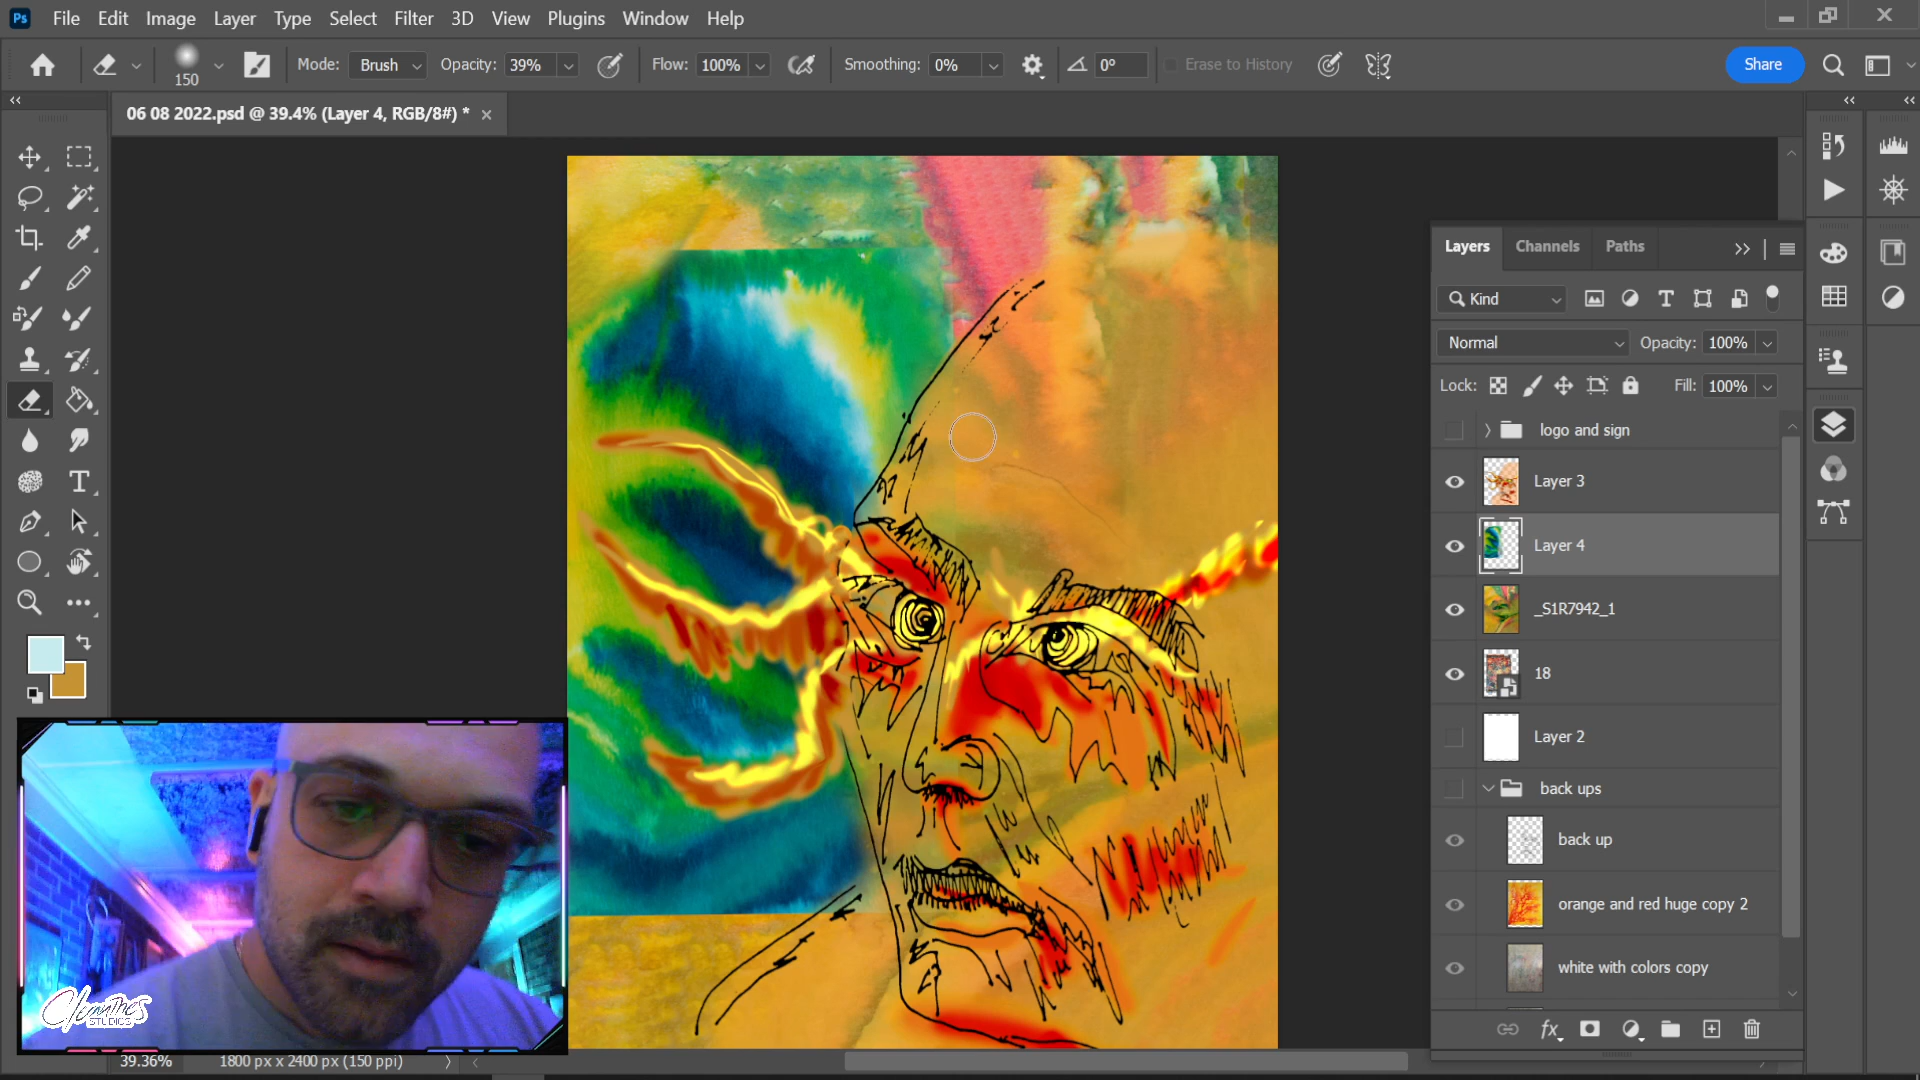 Ps File Edit Image Layer Type Select Filter 3D View Plugins Window Help
150 Mode: Brush Opacity: 39% Flow: 100% Smoothing: 0% 0° Erase to History Share
06 08 2022.psd @ 39.4% (Layer 4, RGB/8#) *
Layers Channels Paths
Kind
Normal Opacity: 100%
Lock: Fill: 100%
logo and sign
Layer 3
Layer 4
_S1R7942_1
18
Layer 2
back ups
back up
orange and red huge copy 2
white with colors copy
fx
STUDIOS
39.36% 1800 px x 2400 px (150 ppi)